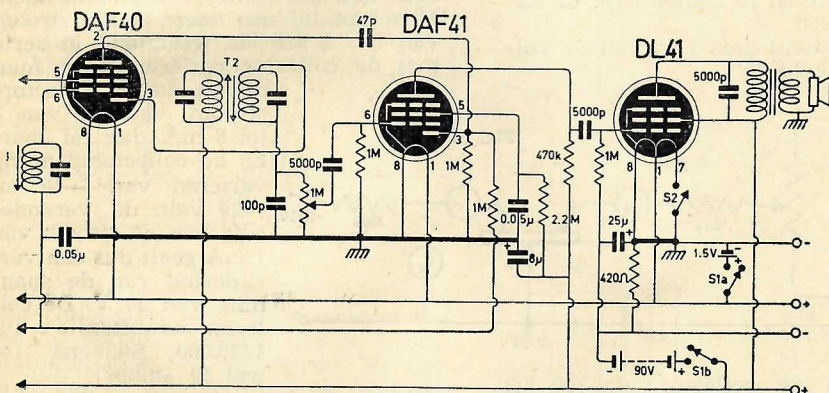 DAF40
DAF41
DL41
47p
2
5
6
3
8
1
T2
5000p
6
5
3
8
1
1M
1M
1M
470k
5000p
1M
8
1
7
5000p
S2
100p
1M
0.05µ
2.2M
8µ
+
25µ
+
420Ω
1.5V
-
+
S1a
0.05µ
-
+
-
90V
-
+
S1b
+